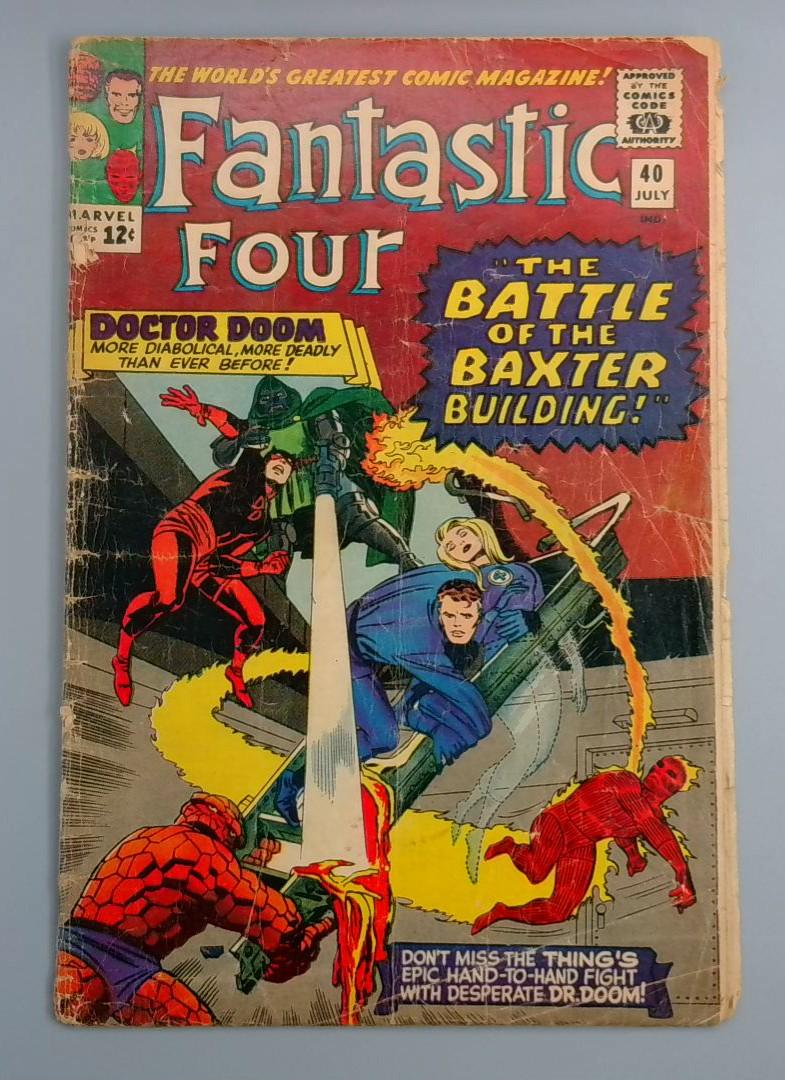 THE WORLD'S GREATEST COMIC MAGAZINE!
APPROVED
BY THE
COMICS
CODE
CA
AUTHORITY
Fantastic
Four
40
JULY
IND.
MARVEL
12¢
"THE
BATTLE
OF THE
BAXTER
BUILDING!"
DOCTOR DOOM
MORE DIABOLICAL, MORE DEADLY
THAN EVER BEFORE!
DON'T MISS THE THING'S
EPIC HAND-TO-HAND FIGHT
WITH DESPERATE DR. DOOM!